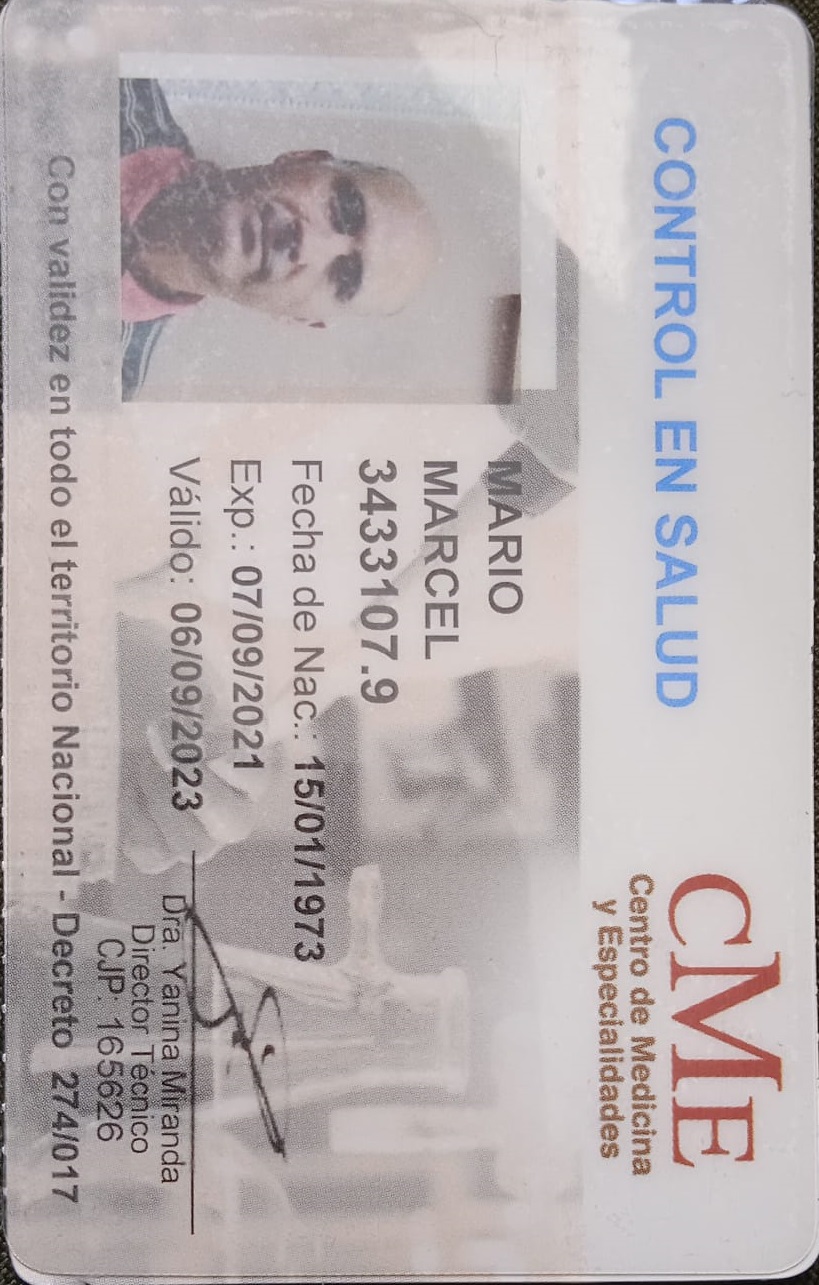 CME
Centro de Medicina
y Especialidades
CONTROL EN SALUD
MARIO
MARCEL
3433107.9
Fecha de Nac.: 15/01/1973
Exp.: 07/09/2021
Válido: 06/09/2023
Dra. Yanina Miranda
Director Técnico
CJP: 165626
Con validez en todo el territorio Nacional - Decreto 274/017